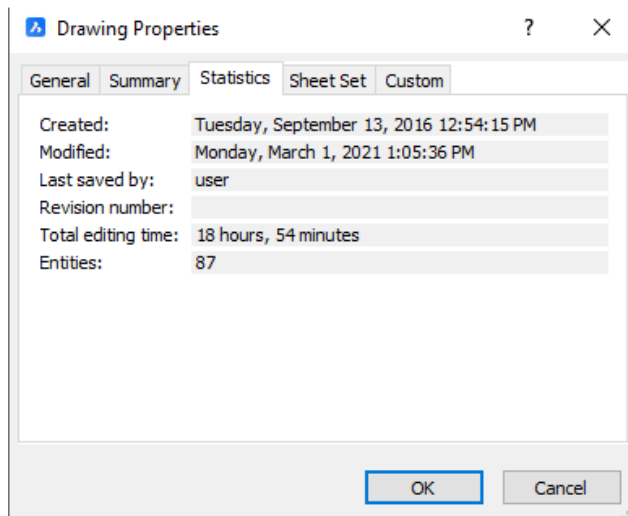 Drawing Properties ?
General Summary Statistics Sheet Set Custom
Created: Tuesday, September 13, 2016 12:54:15 PM
Modified: Monday, March 1, 2021 1:05:36 PM
Last saved by: user
Revision number:
Total editing time: 18 hours, 54 minutes
Entities: 87
OK Cancel